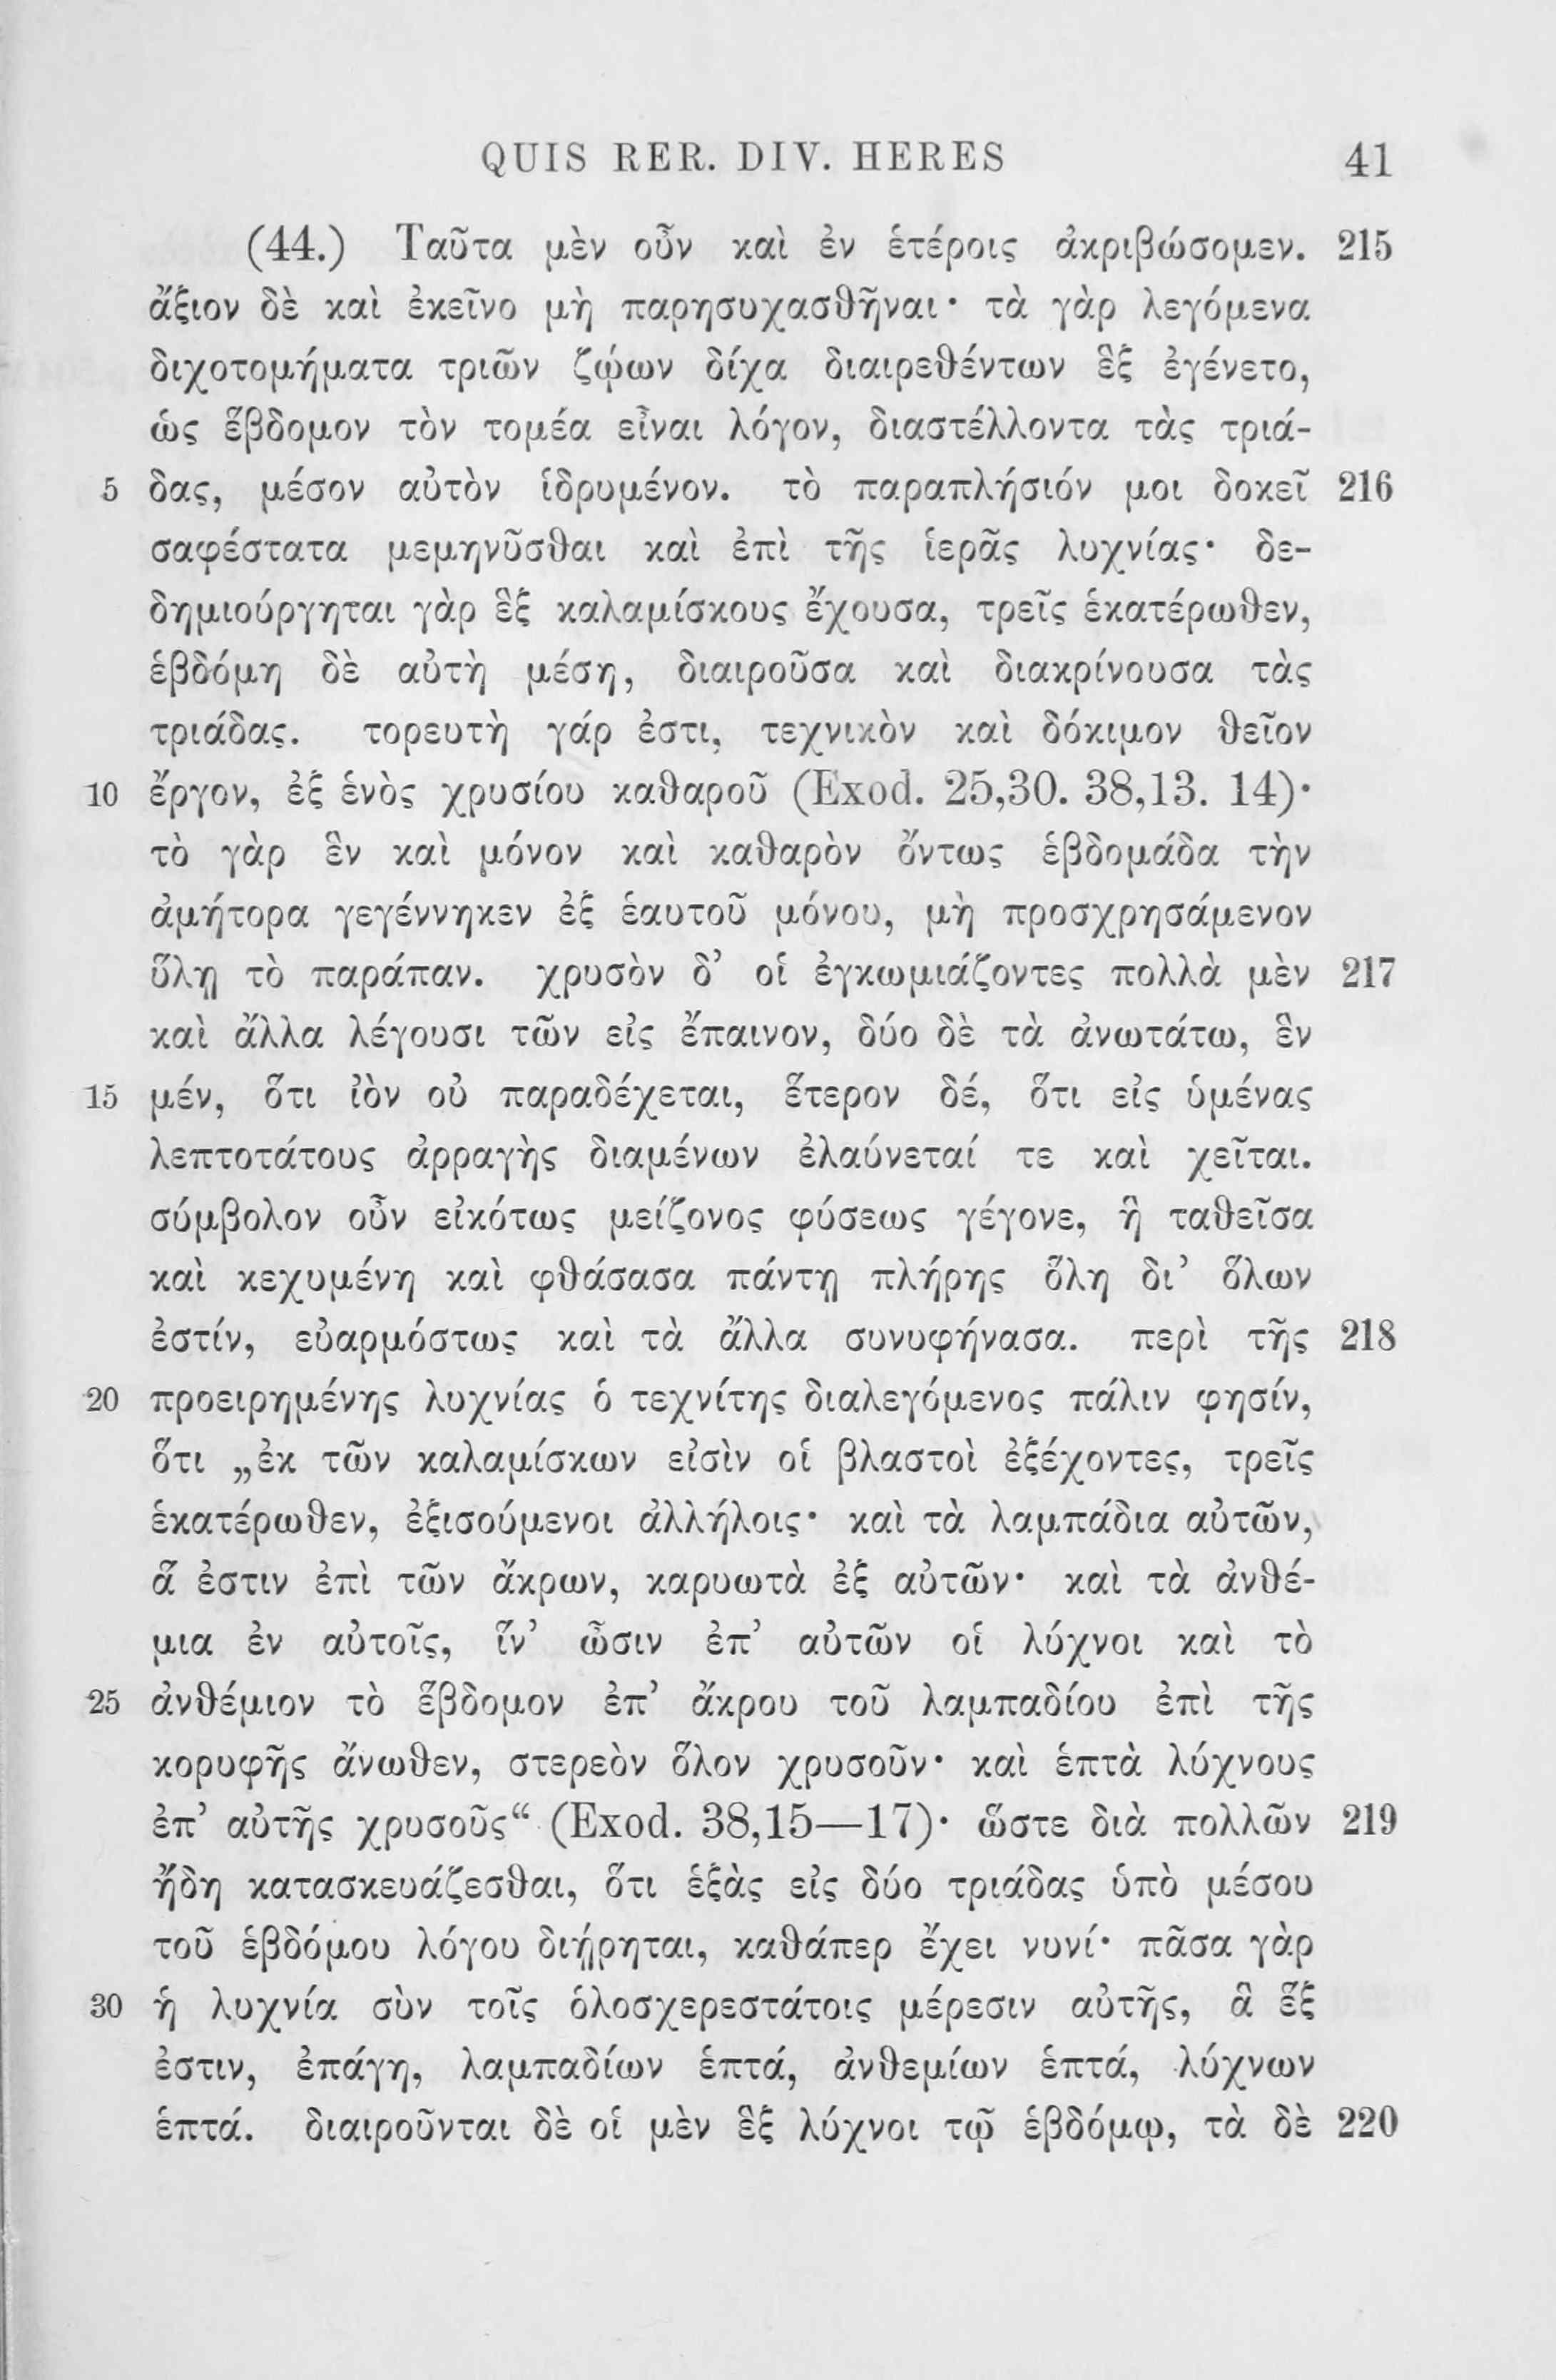 QUIS RER. DIV. HERES 41
(44.) Ταῦτα μὲν οὖν καὶ ἐν ἑτέροις ἀκριβώσομεν. 215
ἄξιον δὲ καὶ ἐκεῖνο μὴ παρησυχασθῆναι· τὰ γὰρ λεγόμενα
διχοτομήματα τριῶν ζῴων δίχα διαιρεθέντων ἓξ ἐγένετο,
ὡς ἕβδομον τὸν τομέα εἶναι λόγον, διαστέλλοντα τὰς τριά-
5 δας, μέσον αὐτὸν ἱδρυμένον. τὸ παραπλήσιόν μοι δοκεῖ 216
σαφέστατα μεμηνῦσθαι καὶ ἐπὶ τῆς ἱερᾶς λυχνίας· δε-
δημιούργηται γὰρ ἓξ καλαμίσκους ἔχουσα, τρεῖς ἑκατέρωθεν,
ἑβδόμη δὲ αὐτὴ μέση, διαιροῦσα καὶ διακρίνουσα τὰς
τριάδας. τορευτὴ γάρ ἐστι, τεχνικὸν καὶ δόκιμον θεῖον
10 ἔργον, ἐξ ἑνὸς χρυσίου καθαροῦ (Exod. 25,30. 38,13. 14)·
τὸ γὰρ ἓν καὶ μόνον καὶ καθαρὸν ὄντως ἑβδομάδα τὴν
ἀμήτορα γεγέννηκεν ἐξ ἑαυτοῦ μόνου, μὴ προσχρησάμενον
ὕλῃ τὸ παράπαν. χρυσὸν δ’ οἱ ἐγκωμιάζοντες πολλὰ μὲν 217
καὶ ἄλλα λέγουσι τῶν εἰς ἔπαινον, δύο δὲ τὰ ἀνωτάτω, ἓν
15 μέν, ὅτι ἰὸν οὐ παραδέχεται, ἕτερον δέ, ὅτι εἰς ὑμένας
λεπτοτάτους ἀρραγὴς διαμένων ἐλαύνεταί τε καὶ χεῖται.
σύμβολον οὖν εἰκότως μείζονος φύσεως γέγονε, ἣ ταθεῖσα
καὶ κεχυμένη καὶ φθάσασα πάντῃ πλήρης ὅλη δι’ ὅλων
ἐστίν, εὐαρμόστως καὶ τὰ ἄλλα συνυφήνασα. περὶ τῆς 218
20 προειρημένης λυχνίας ὁ τεχνίτης διαλεγόμενος πάλιν φησίν,
ὅτι „ἐκ τῶν καλαμίσκων εἰσὶν οἱ βλαστοὶ ἐξέχοντες, τρεῖς
ἑκατέρωθεν, ἐξισούμενοι ἀλλήλοις· καὶ τὰ λαμπάδια αὐτῶν,
ἅ ἐστιν ἐπὶ τῶν ἄκρων, καρυωτὰ ἐξ αὐτῶν· καὶ τὰ ἀνθέ-
μια ἐν αὐτοῖς, ἵν’ ὦσιν ἐπ’ αὐτῶν οἱ λύχνοι καὶ τὸ
25 ἀνθέμιον τὸ ἕβδομον ἐπ’ ἄκρου τοῦ λαμπαδίου ἐπὶ τῆς
κορυφῆς ἄνωθεν, στερεὸν ὅλον χρυσοῦν· καὶ ἑπτὰ λύχνους
ἐπ’ αὐτῆς χρυσοῦς“ (Exod. 38,15—17)· ὥστε διὰ πολλῶν 219
ἤδη κατασκευάζεσθαι, ὅτι ἑξὰς εἰς δύο τριάδας ὑπὸ μέσου
τοῦ ἑβδόμου λόγου διῄρηται, καθάπερ ἔχει νυνί· πᾶσα γὰρ
30 ἡ λυχνία σὺν τοῖς ὁλοσχερεστάτοις μέρεσιν αὐτῆς, ἃ ἕξ
ἐστιν, ἐπάγη, λαμπαδίων ἑπτά, ἀνθεμίων ἑπτά, λύχνων
ἑπτά. διαιροῦνται δὲ οἱ μὲν ἓξ λύχνοι τῷ ἑβδόμῳ, τὰ δὲ 220